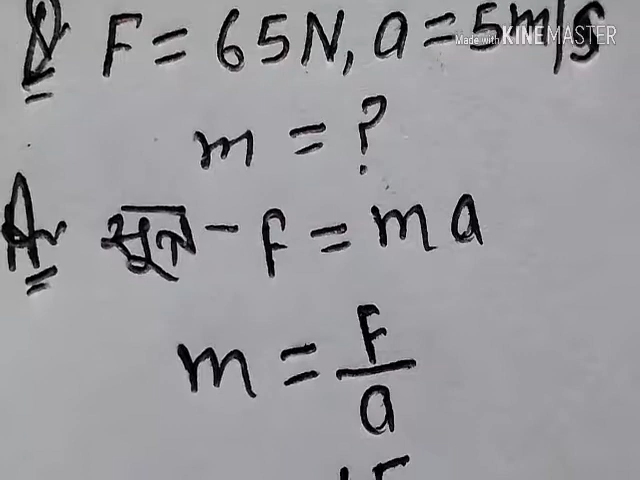 Q F = 65N, a = 5m/s
Made with KINEMASTER
m = ?
A सूत्र - F = ma
m = F/a